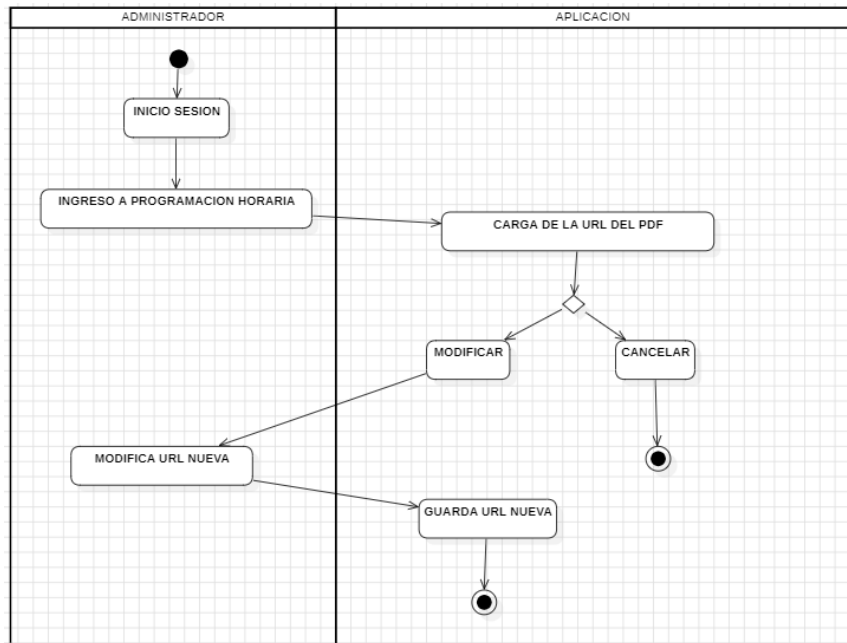 ADMINISTRADOR
APLICACION
INICIO SESION
INGRESO A PROGRAMACION HORARIA
CARGA DE LA URL DEL PDF
MODIFICAR
CANCELAR
MODIFICA URL NUEVA
GUARDA URL NUEVA